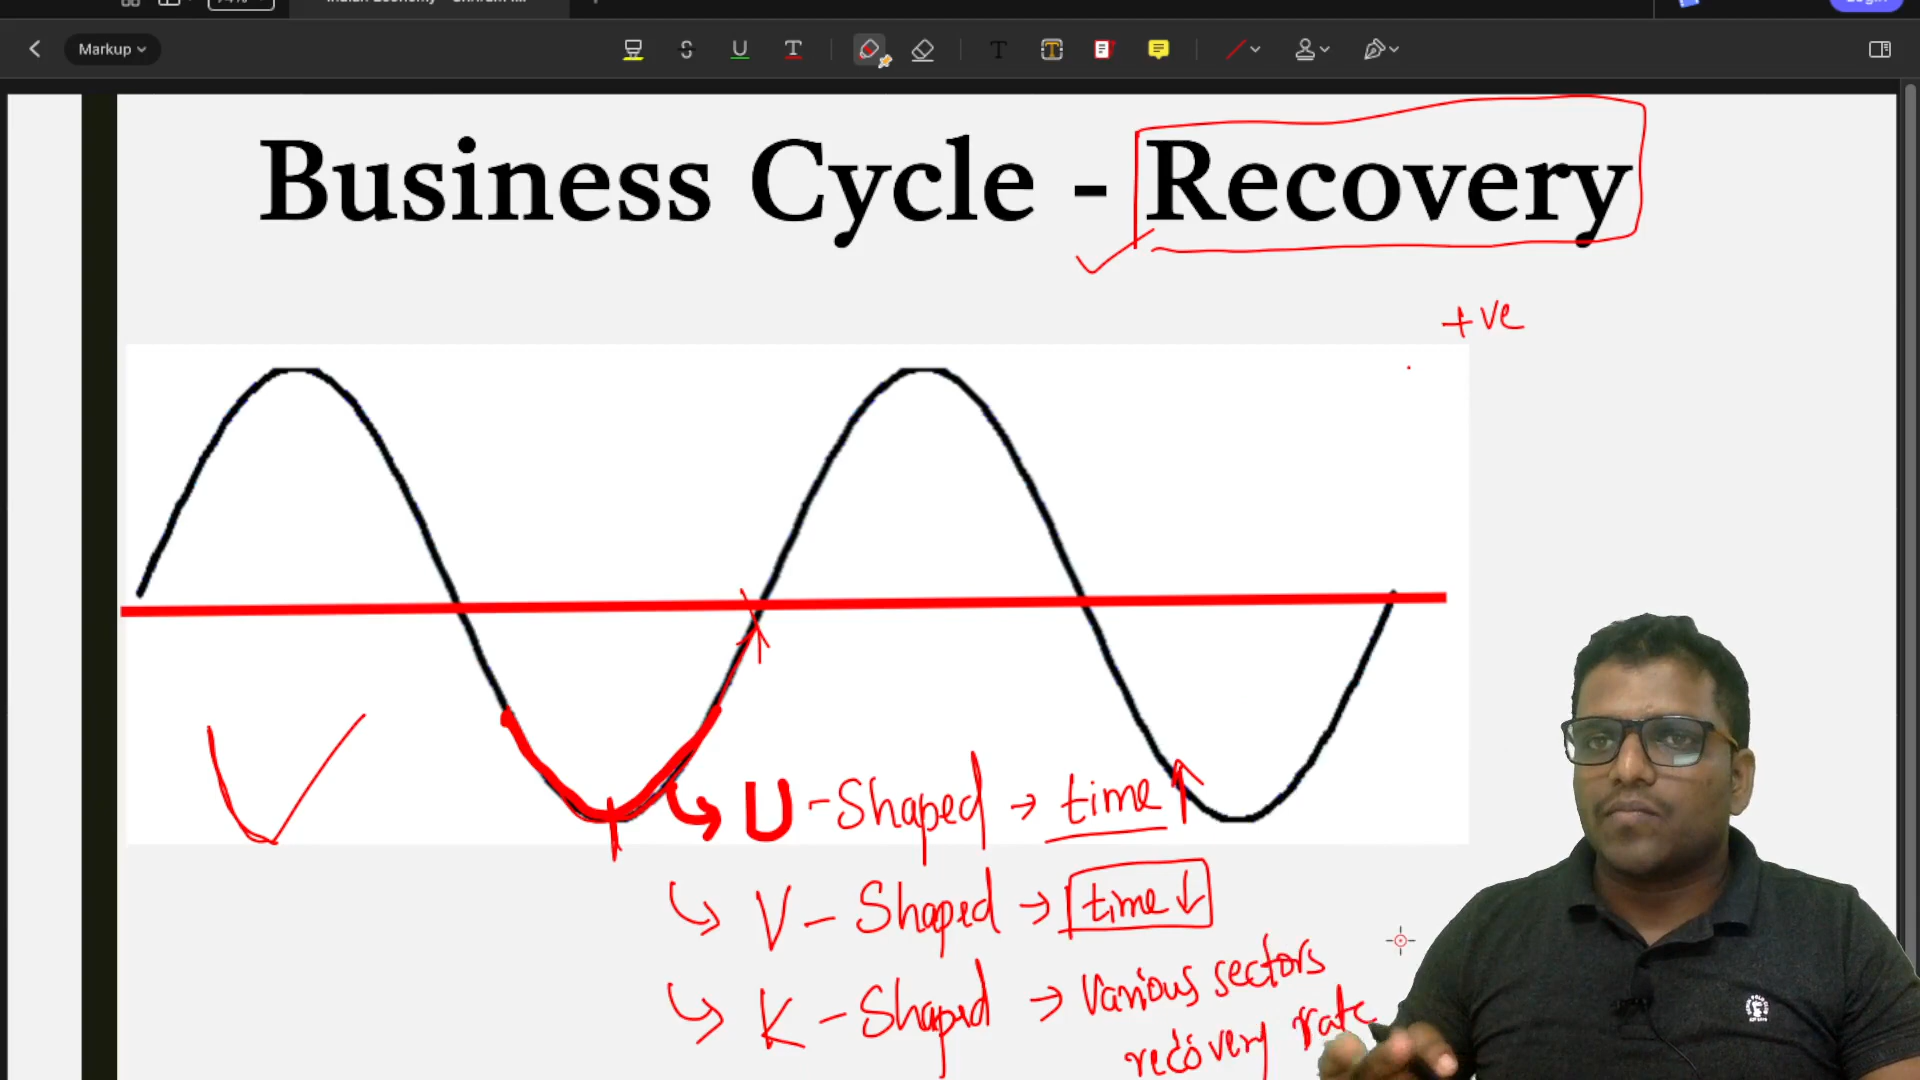 Markup
Business Cycle - Recovery
+ve
U - Shaped → time ↑
V - Shaped → time ↓
K - Shaped → Various sectors
recovery rate